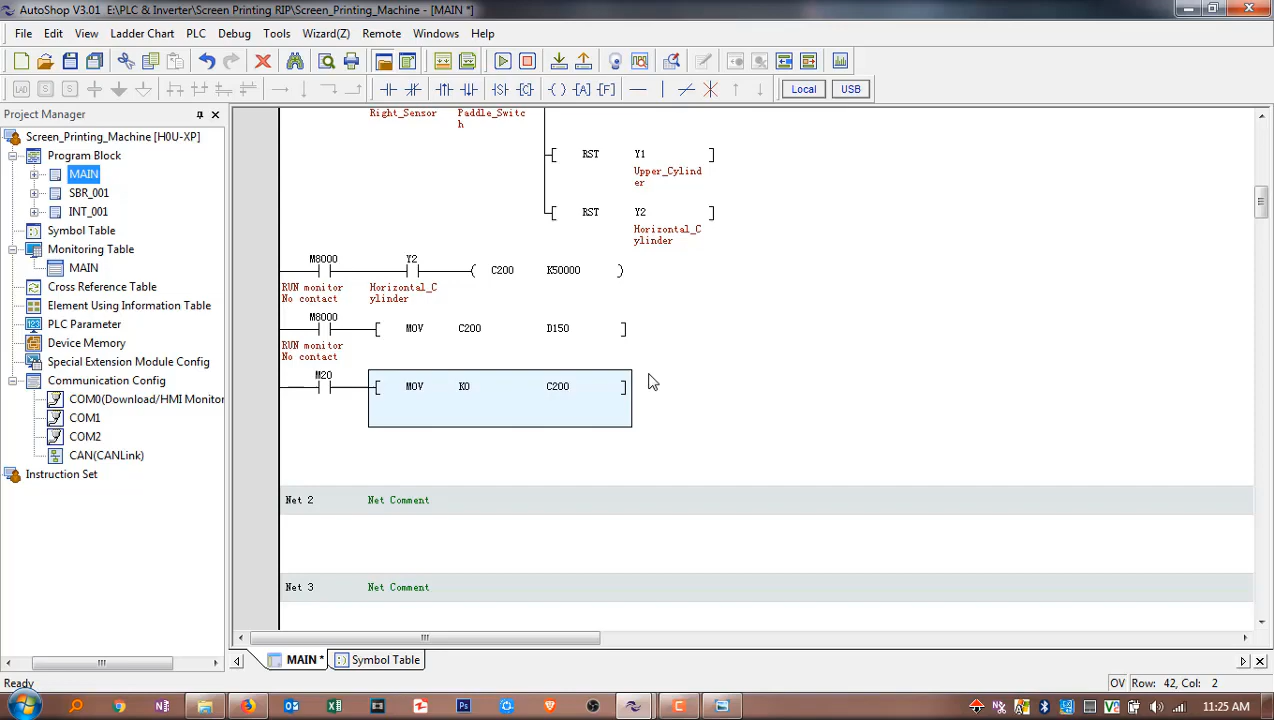 AutoShop V3.01 E:\PLC & Inverter\Screen Printing RIP\Screen_Printing_Machine - [MAIN *]
File Edit View Ladder Chart PLC Debug Tools Wizard(Z) Remote Windows Help
LAD S S Local USB
Project Manager
Screen_Printing_Machine [H0U-XP]
Program Block
MAIN
SBR_001
INT_001
Symbol Table
Monitoring Table
MAIN
Cross Reference Table
Element Using Information Table
PLC Parameter
Device Memory
Special Extension Module Config
Communication Config
COM0(Download/HMI Monitor
COM1
COM2
CAN(CANLink)
Instruction Set
Right_Sensor Paddle_Switc
h
RST Y1
Upper_Cylind
er
RST Y2
Horizontal_C
ylinder
M8000 Y2
C200 K50000
RUN monitor Horizontal_C
No contact ylinder
M8000
MOV C200 D150
RUN monitor
No contact
M20
MOV K0 C200
Net 2 Net Comment
Net 3 Net Comment
MAIN * Symbol Table
Ready OV Row: 42, Col: 2
11:25 AM